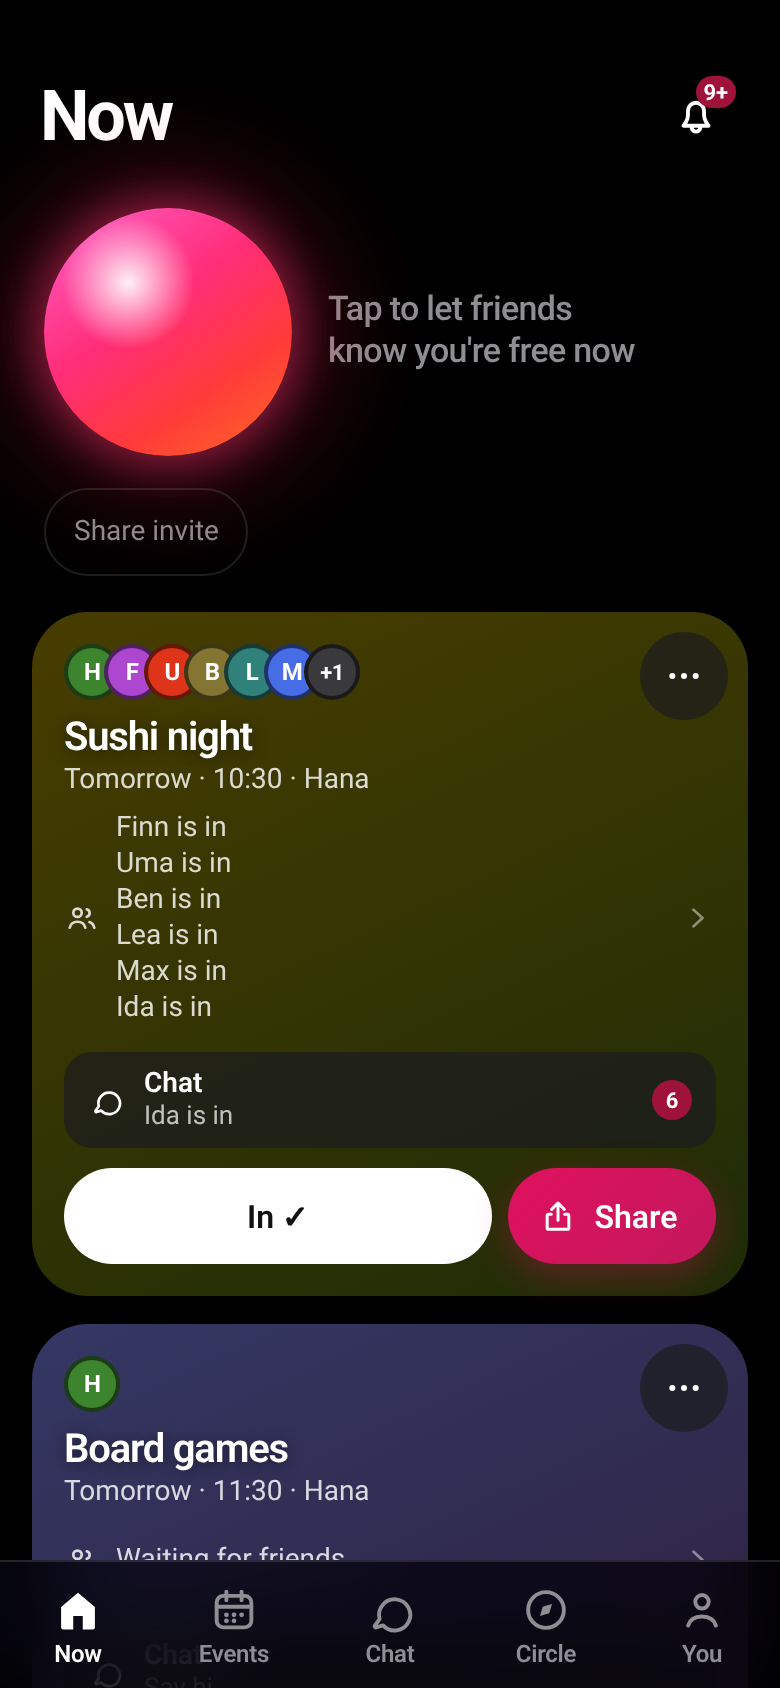 Now
9+
Tap to let friends
know you're free now
Share invite
H F U B L M +1
Sushi night
Tomorrow · 10:30 · Hana
Finn is in
Uma is in
Ben is in
Lea is in
Max is in
Ida is in
Chat
Ida is in
6
In ✓
Share
H
Board games
Tomorrow · 11:30 · Hana
Waiting for friends
Chat
Say hi
Now
Events
Chat
Circle
You